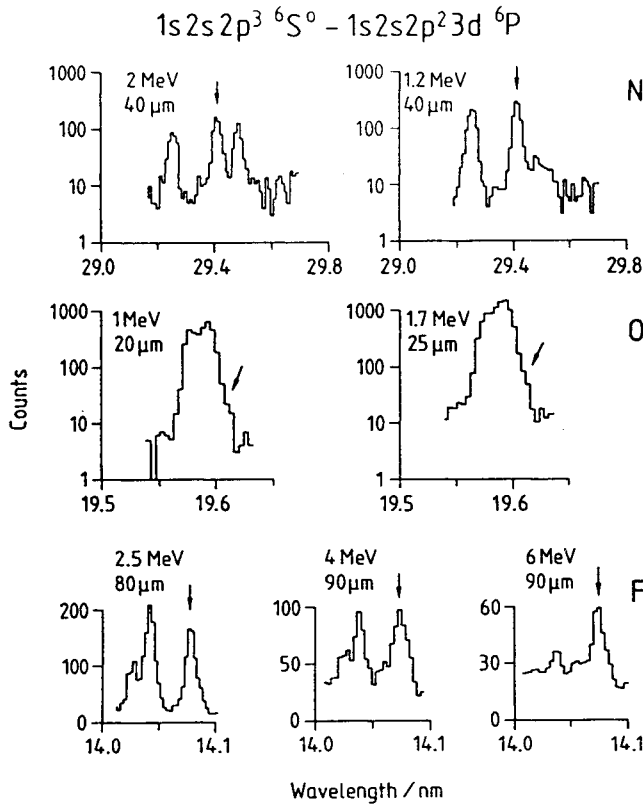 1s2s2p³ ⁶S° – 1s2s2p²3d ⁶P
1000
100
10
1
2 MeV
40 µm
29.0
29.4
29.8
1000
100
10
1
1.2 MeV
40 µm
29.0
29.4
29.8
N
1000
100
10
1
1 MeV
20 µm
19.5
19.6
1000
100
10
1
1.7 MeV
25 µm
19.5
19.6
O
Counts
200
100
0
2.5 MeV
80 µm
14.0
14.1
100
50
0
4 MeV
90 µm
14.0
14.1
60
30
0
6 MeV
90 µm
14.0
14.1
F
Wavelength / nm